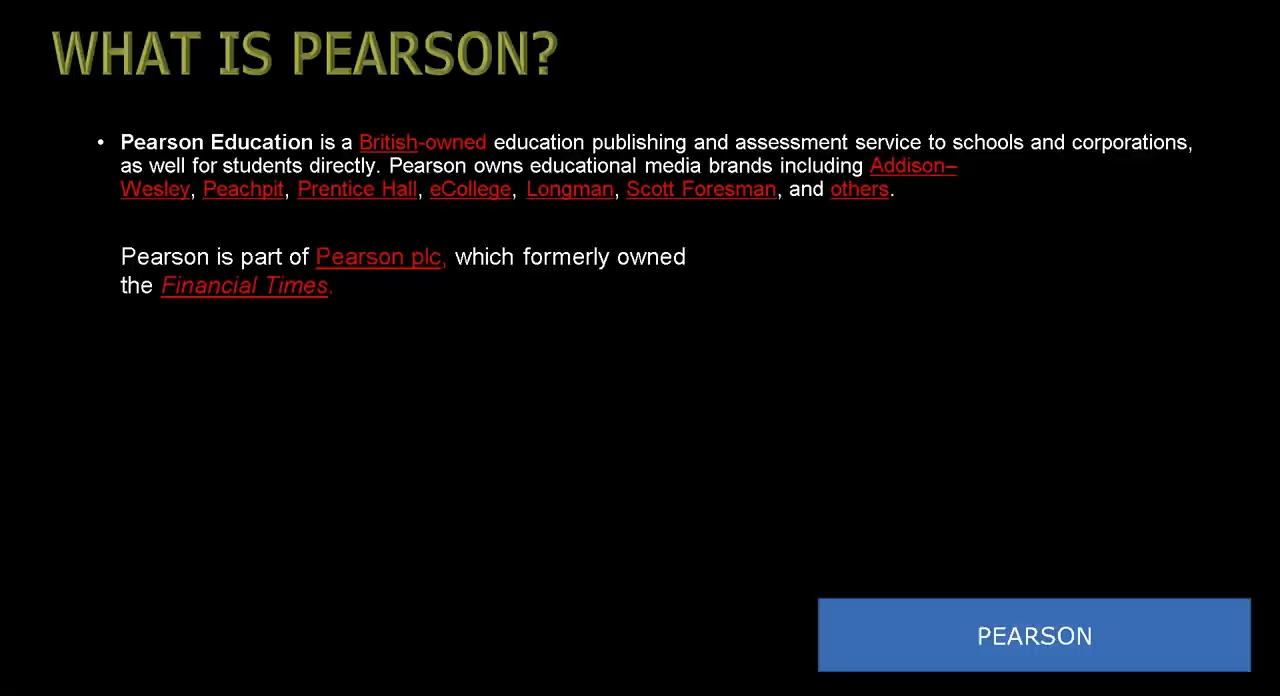 WHAT IS PEARSON?
• Pearson Education is a British-owned education publishing and assessment service to schools and corporations,
as well for students directly. Pearson owns educational media brands including Addison–
Wesley, Peachpit, Prentice Hall, eCollege, Longman, Scott Foresman, and others.
Pearson is part of Pearson plc, which formerly owned
the Financial Times.
PEARSON